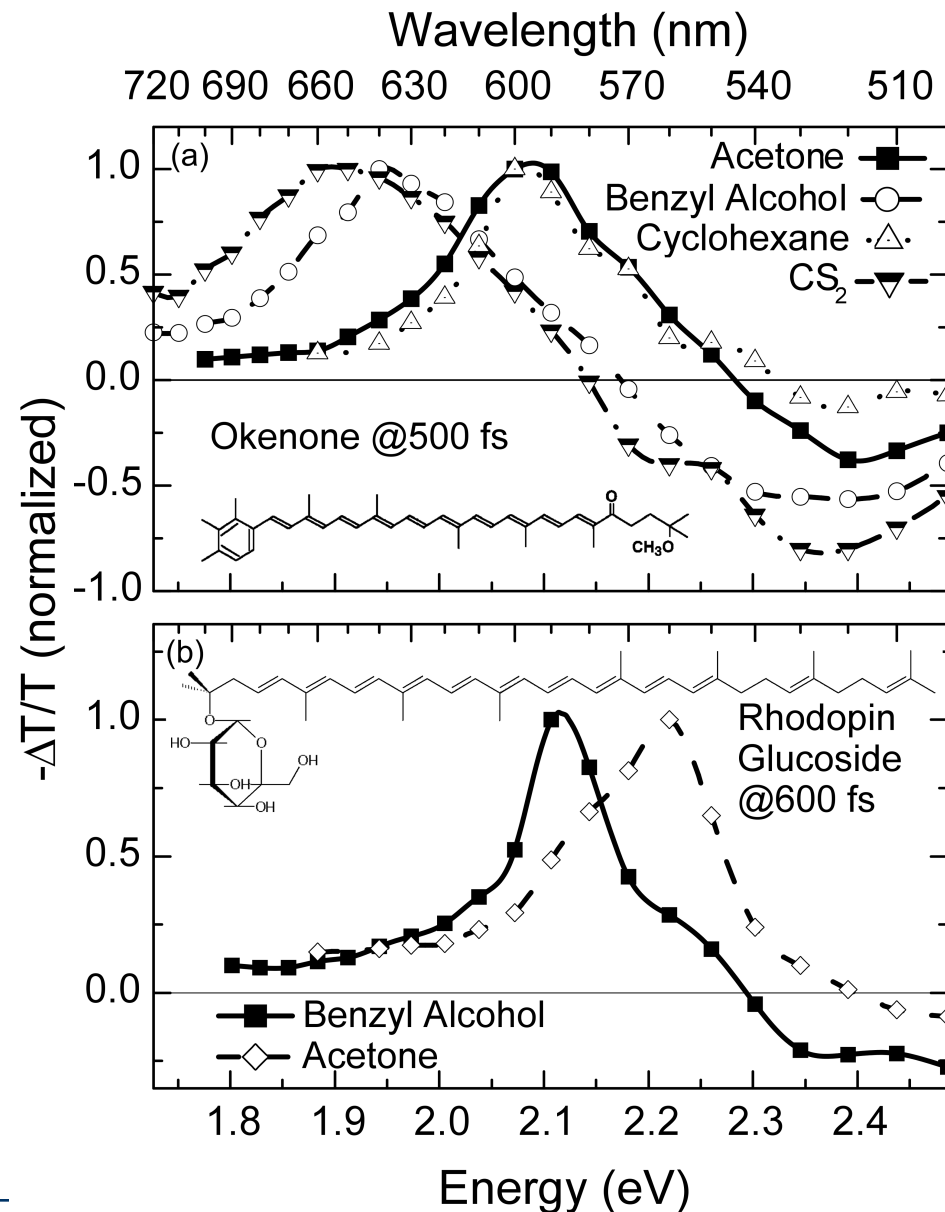 Wavelength (nm)
720 690 660 630 600 570 540 510
(a)
Acetone
Benzyl Alcohol
Cyclohexane
CS2
1.0
0.5
0.0
-0.5
-1.0
Okenone @500 fs
O
CH3O
-ΔT/T (normalized)
(b)
O
HO
O
OH
OH
OH
Rhodopin
Glucoside
@600 fs
1.0
0.5
0.0
Benzyl Alcohol
Acetone
1.8 1.9 2.0 2.1 2.2 2.3 2.4
Energy (eV)